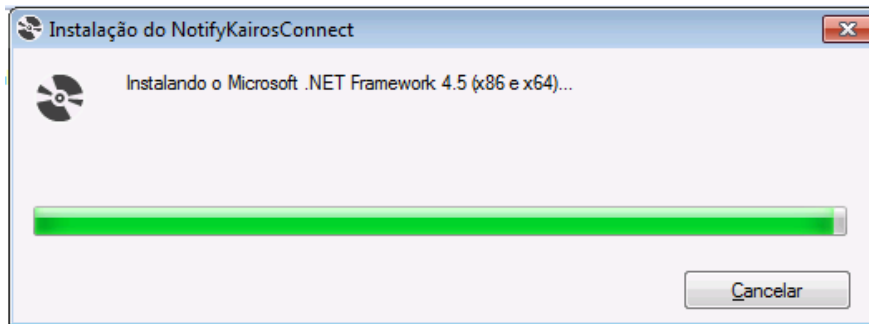 Instalação do NotifyKairosConnect
Instalando o Microsoft .NET Framework 4.5 (x86 e x64)...
Cancelar